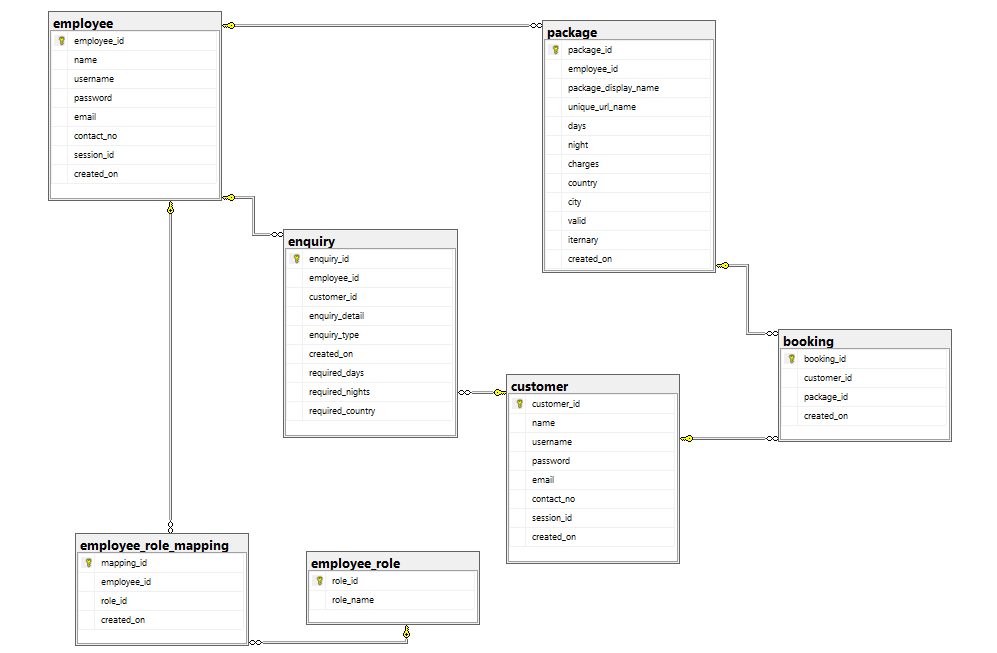 employee
employee_id
name
username
password
email
contact_no
session_id
created_on
package
package_id
employee_id
package_display_name
unique_url_name
days
night
charges
country
city
valid
iternary
created_on
enquiry
enquiry_id
employee_id
customer_id
enquiry_detail
enquiry_type
created_on
required_days
required_nights
required_country
booking
booking_id
customer_id
package_id
created_on
customer
customer_id
name
username
password
email
contact_no
session_id
created_on
employee_role_mapping
mapping_id
employee_id
role_id
created_on
employee_role
role_id
role_name